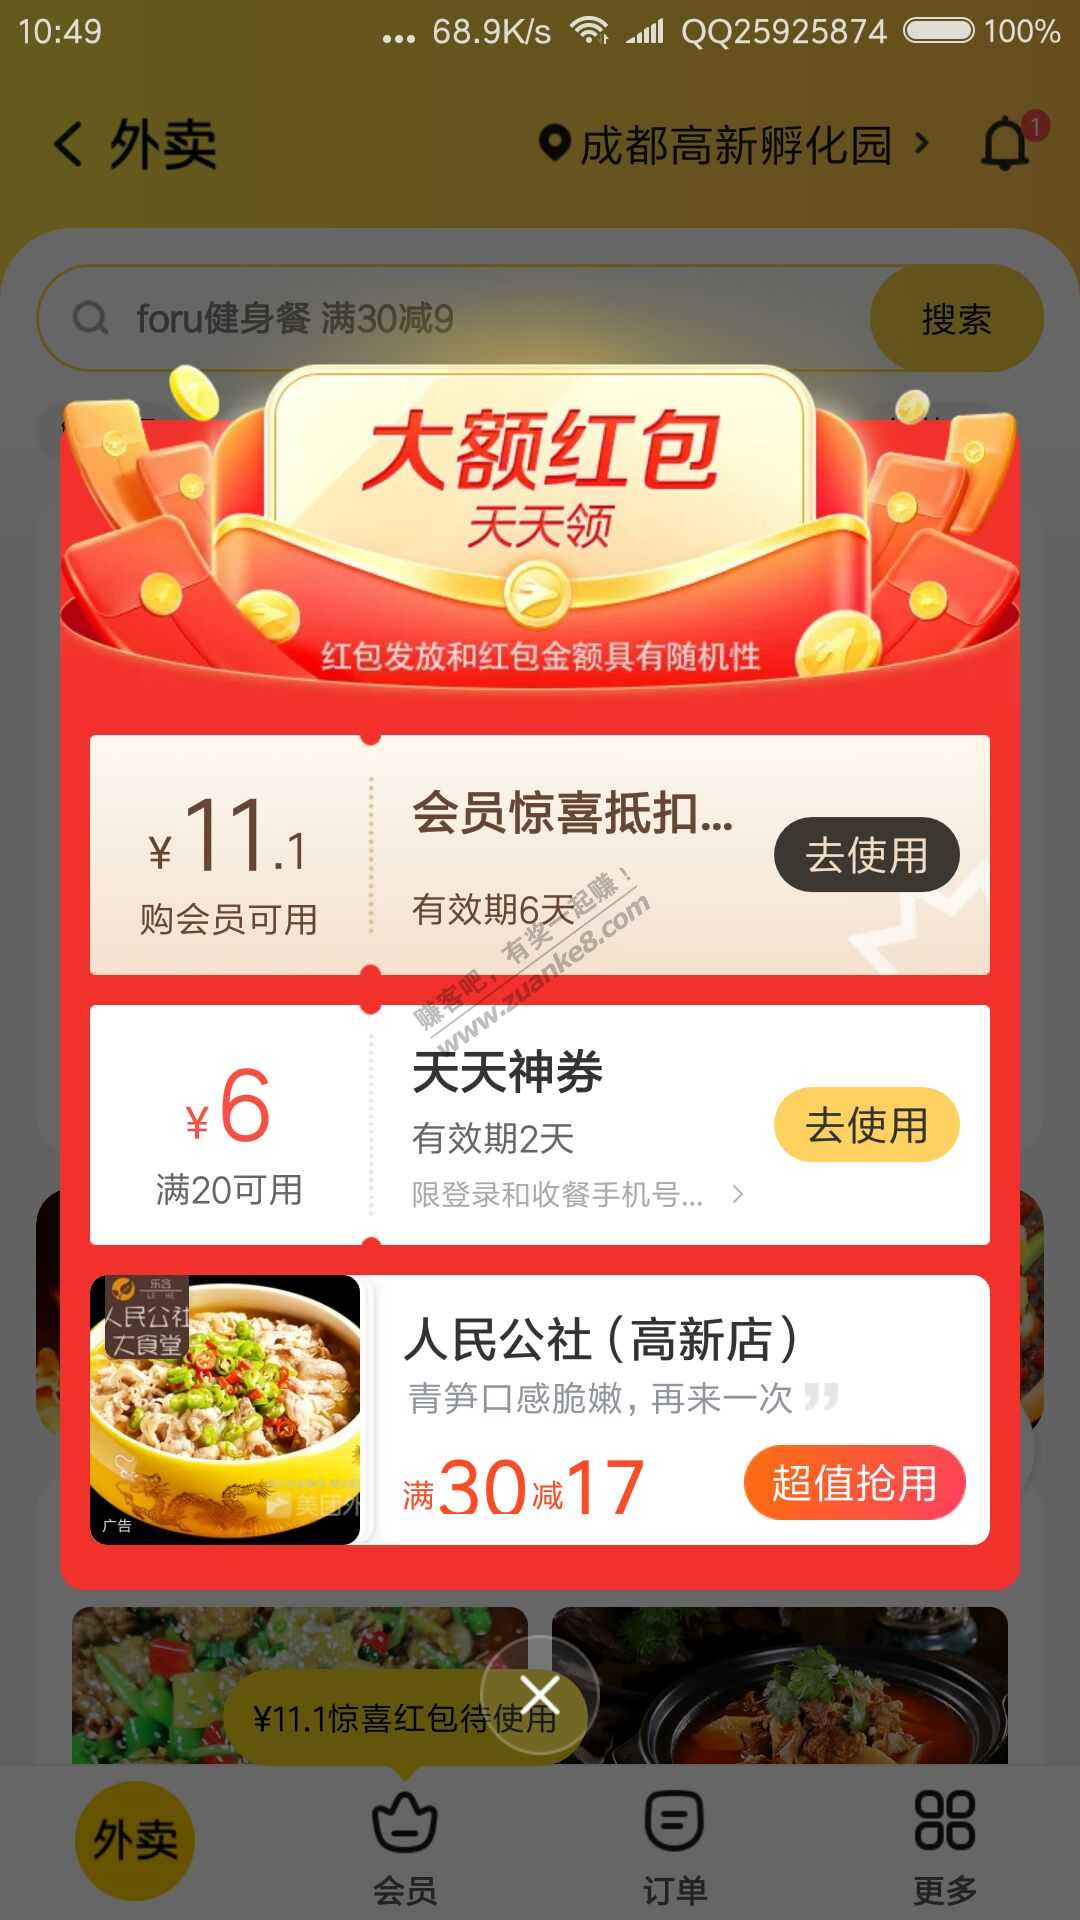 10:49
... 68.9K/s QQ25925874 100%
外卖
成都高新孵化园
1
foru健身餐 满30减9
搜索
大额红包
天天领
红包发放和红包金额具有随机性
¥11.1
购会员可用
会员惊喜抵扣...
有效期6天
去使用
赚客吧，有奖一起赚！
www.zuanke8.com
¥6
满20可用
天天神券
有效期2天
限登录和收餐手机号...
去使用
乐盒
LE HE
人民公社
大食堂
美团外
广告
人民公社（高新店）
青笋口感脆嫩，再来一次
满30减17
超值抢用
¥11.1惊喜红包待使用
外卖
会员
订单
更多